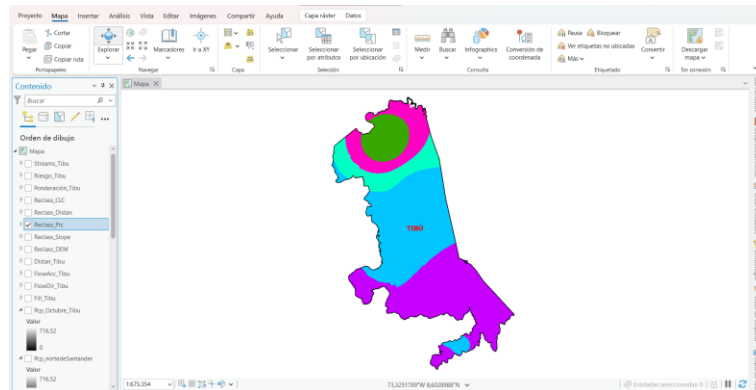 Proyecto Mapa Insertar Análisis Vista Editar Imágenes Compartir Ayuda Capa ráster Datos
Pegar
Cortar
Copiar
Copiar ruta
Portapapeles
Explorar
Marcadores
Ir a XY
Navegar
Capa
Seleccionar
Seleccionar por atributos
Seleccionar por ubicación
Selección
Medir
Buscar
Infographics
Conversión de coordenada
Consulta
Pausa Bloquear
Ver etiquetas no ubicadas
Más
Convertir
Etiquetado
Descargar mapa
Sin conexión
Contenido
Mapa
Buscar
Orden de dibujo
Mapa
Streams_Tibu
Riesgo_Tibu
Ponderación_Tibu
Reclass_CLC
Reclass_Distan
Reclass_Prc
Reclass_Slope
Reclass_DEM
Distan_Tibu
FlowAcc_Tibu
FlowDir_Tibu
Fill_Tibu
Pcp_Octubre_Tibu
Valor
716,52
0
Pcp_nortedeSantander
Valor
716,52
TIBÚ
1:675.354
73,3251789°W 8,6028988°N
Entidades seleccionadas: 0